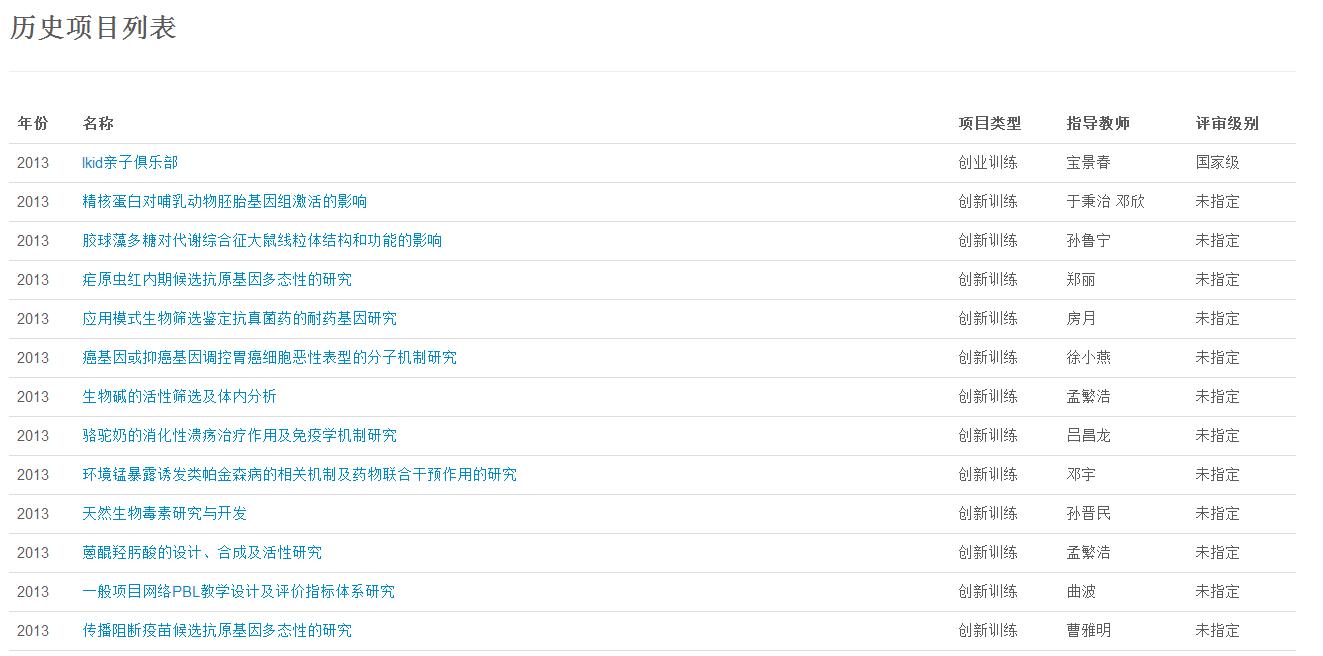 历史项目列表
年份 名称 项目类型 指导教师 评审级别
2013 Ikid亲子俱乐部 创业训练 宝景春 国家级
2013 精核蛋白对哺乳动物胚胎基因组激活的影响 创新训练 于秉治 邓欣 未指定
2013 胶球藻多糖对代谢综合征大鼠线粒体结构和功能的影响 创新训练 孙鲁宁 未指定
2013 疟原虫红内期候选抗原基因多态性的研究 创新训练 郑丽 未指定
2013 应用模式生物筛选鉴定抗真菌药的耐药基因研究 创新训练 房月 未指定
2013 癌基因或抑癌基因调控胃癌细胞恶性表型的分子机制研究 创新训练 徐小燕 未指定
2013 生物碱的活性筛选及体内分析 创新训练 孟繁浩 未指定
2013 骆驼奶的消化性溃疡治疗作用及免疫学机制研究 创新训练 吕昌龙 未指定
2013 环境锰暴露诱发类帕金森病的相关机制及药物联合干预作用的研究 创新训练 邓宇 未指定
2013 天然生物毒素研究与开发 创新训练 孙晋民 未指定
2013 蒽醌羟肟酸的设计、合成及活性研究 创新训练 孟繁浩 未指定
2013 一般项目网络PBL教学设计及评价指标体系研究 创新训练 曲波 未指定
2013 传播阻断疫苗候选抗原基因多态性的研究 创新训练 曹雅明 未指定